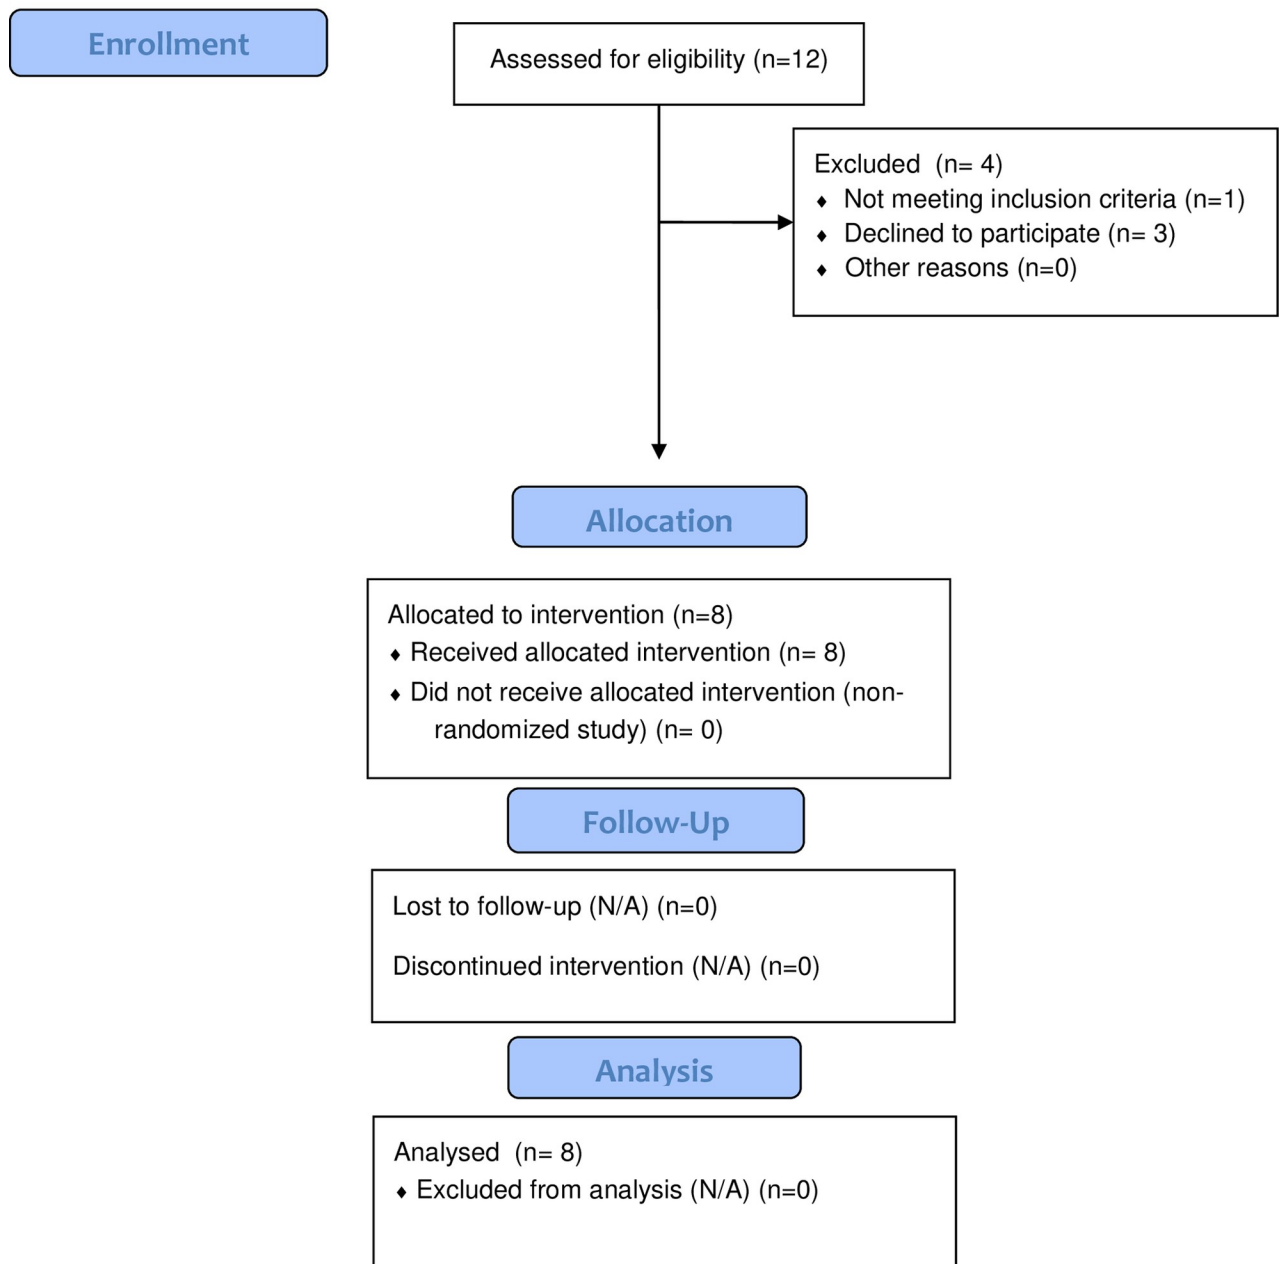 Enrollment
Assessed for eligibility (n=12)
Excluded  (n= 4)
♦ Not meeting inclusion criteria (n=1)
♦ Declined to participate (n= 3)
♦ Other reasons (n=0)
Allocation
Allocated to intervention (n=8)
♦ Received allocated intervention (n= 8)
♦ Did not receive allocated intervention (non-
randomized study) (n= 0)
Follow-Up
Lost to follow-up (N/A) (n=0)
Discontinued intervention (N/A) (n=0)
Analysis
Analysed  (n= 8)
♦ Excluded from analysis (N/A) (n=0)